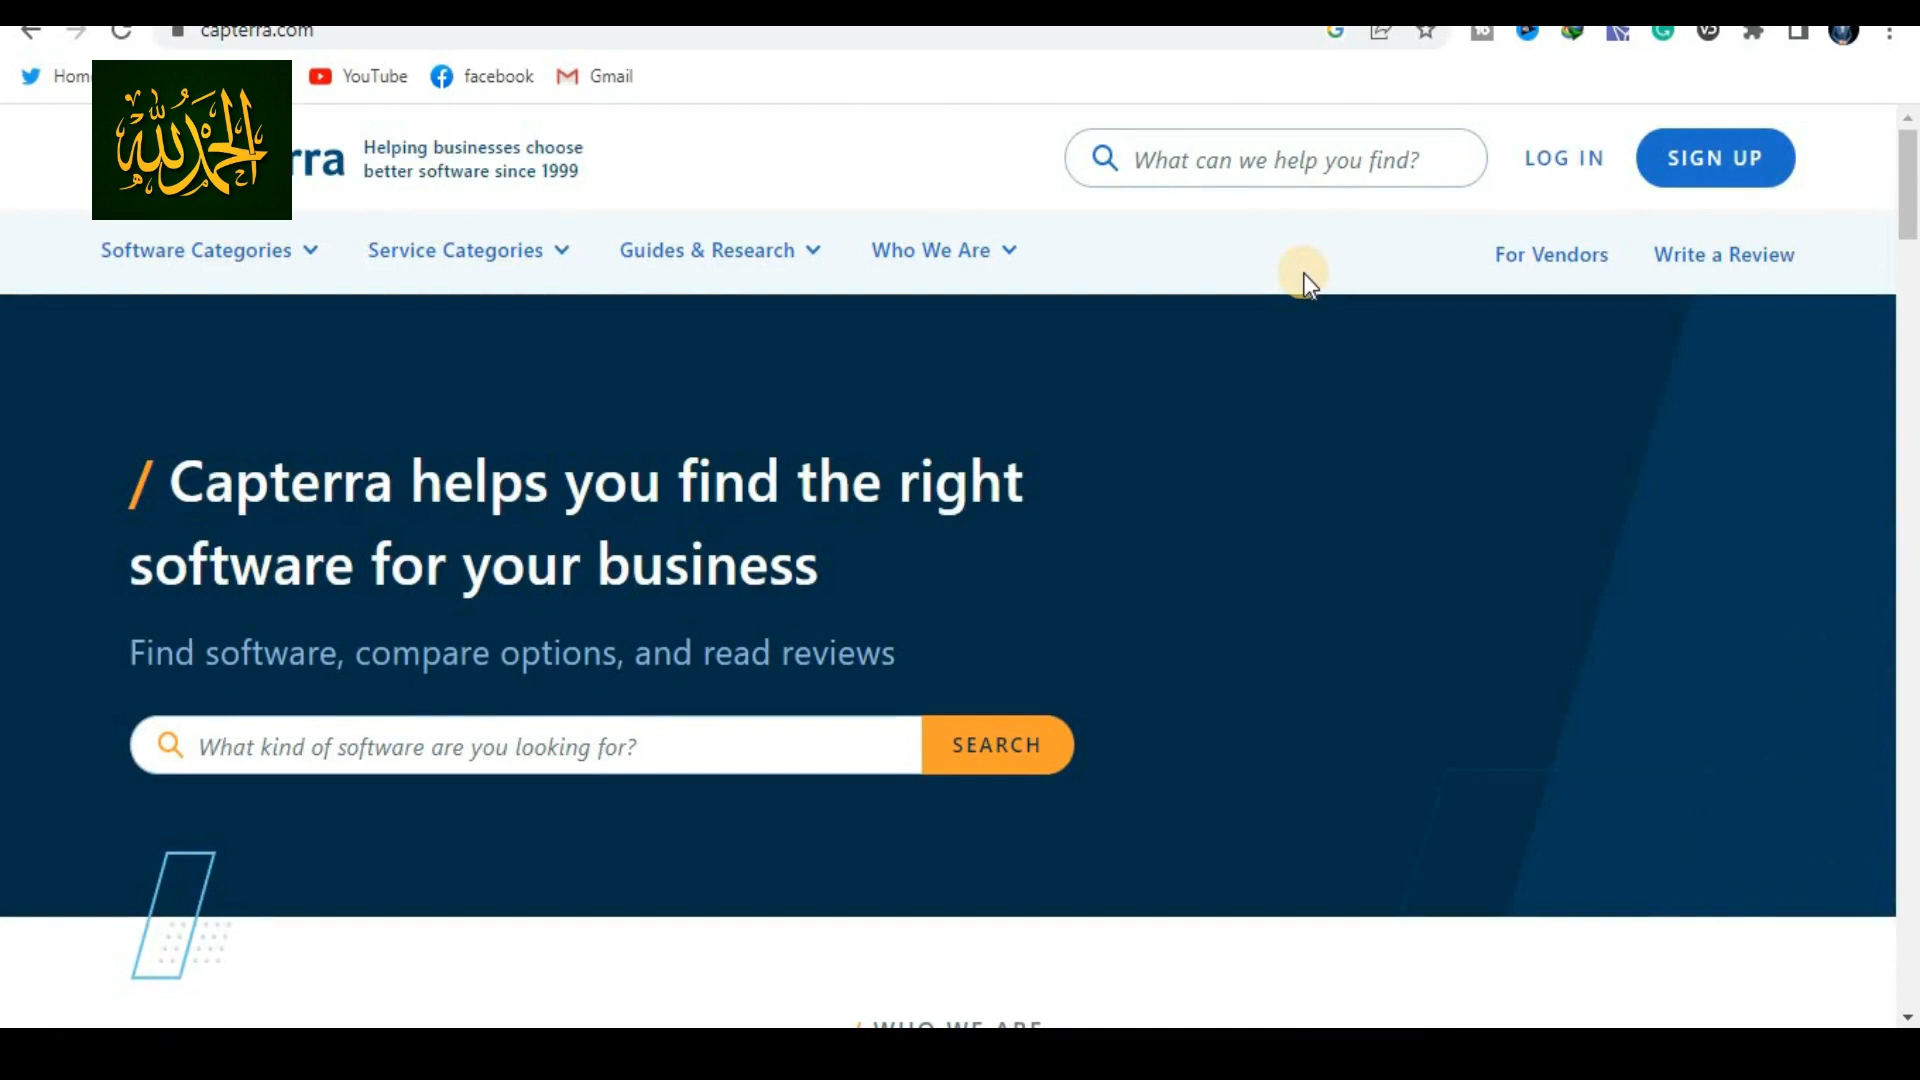 capterra.com
Hom
YouTube
facebook
Gmail
الحمد لله
rra
Helping businesses choose
better software since 1999
What can we help you find?
LOG IN
SIGN UP
Software Categories
Service Categories
Guides & Research
Who We Are
For Vendors
Write a Review
/ Capterra helps you find the right
software for your business
Find software, compare options, and read reviews
What kind of software are you looking for?
SEARCH
/ WHO WE ARE